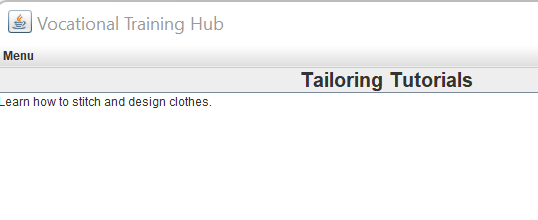 Vocational Training Hub
Menu
Tailoring Tutorials
Learn how to stitch and design clothes.